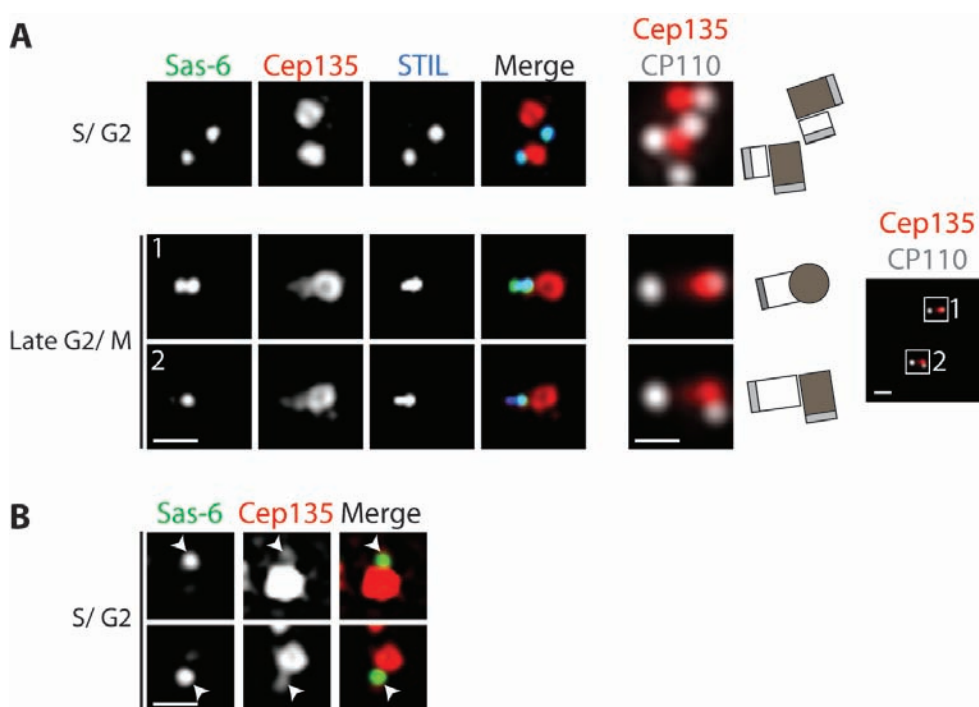 A
Sas-6 Cep135 STIL Merge
Cep135
CP110
S/ G2
Late G2/ M
1
2
Cep135
CP110
1
2
B
Sas-6 Cep135 Merge
S/ G2